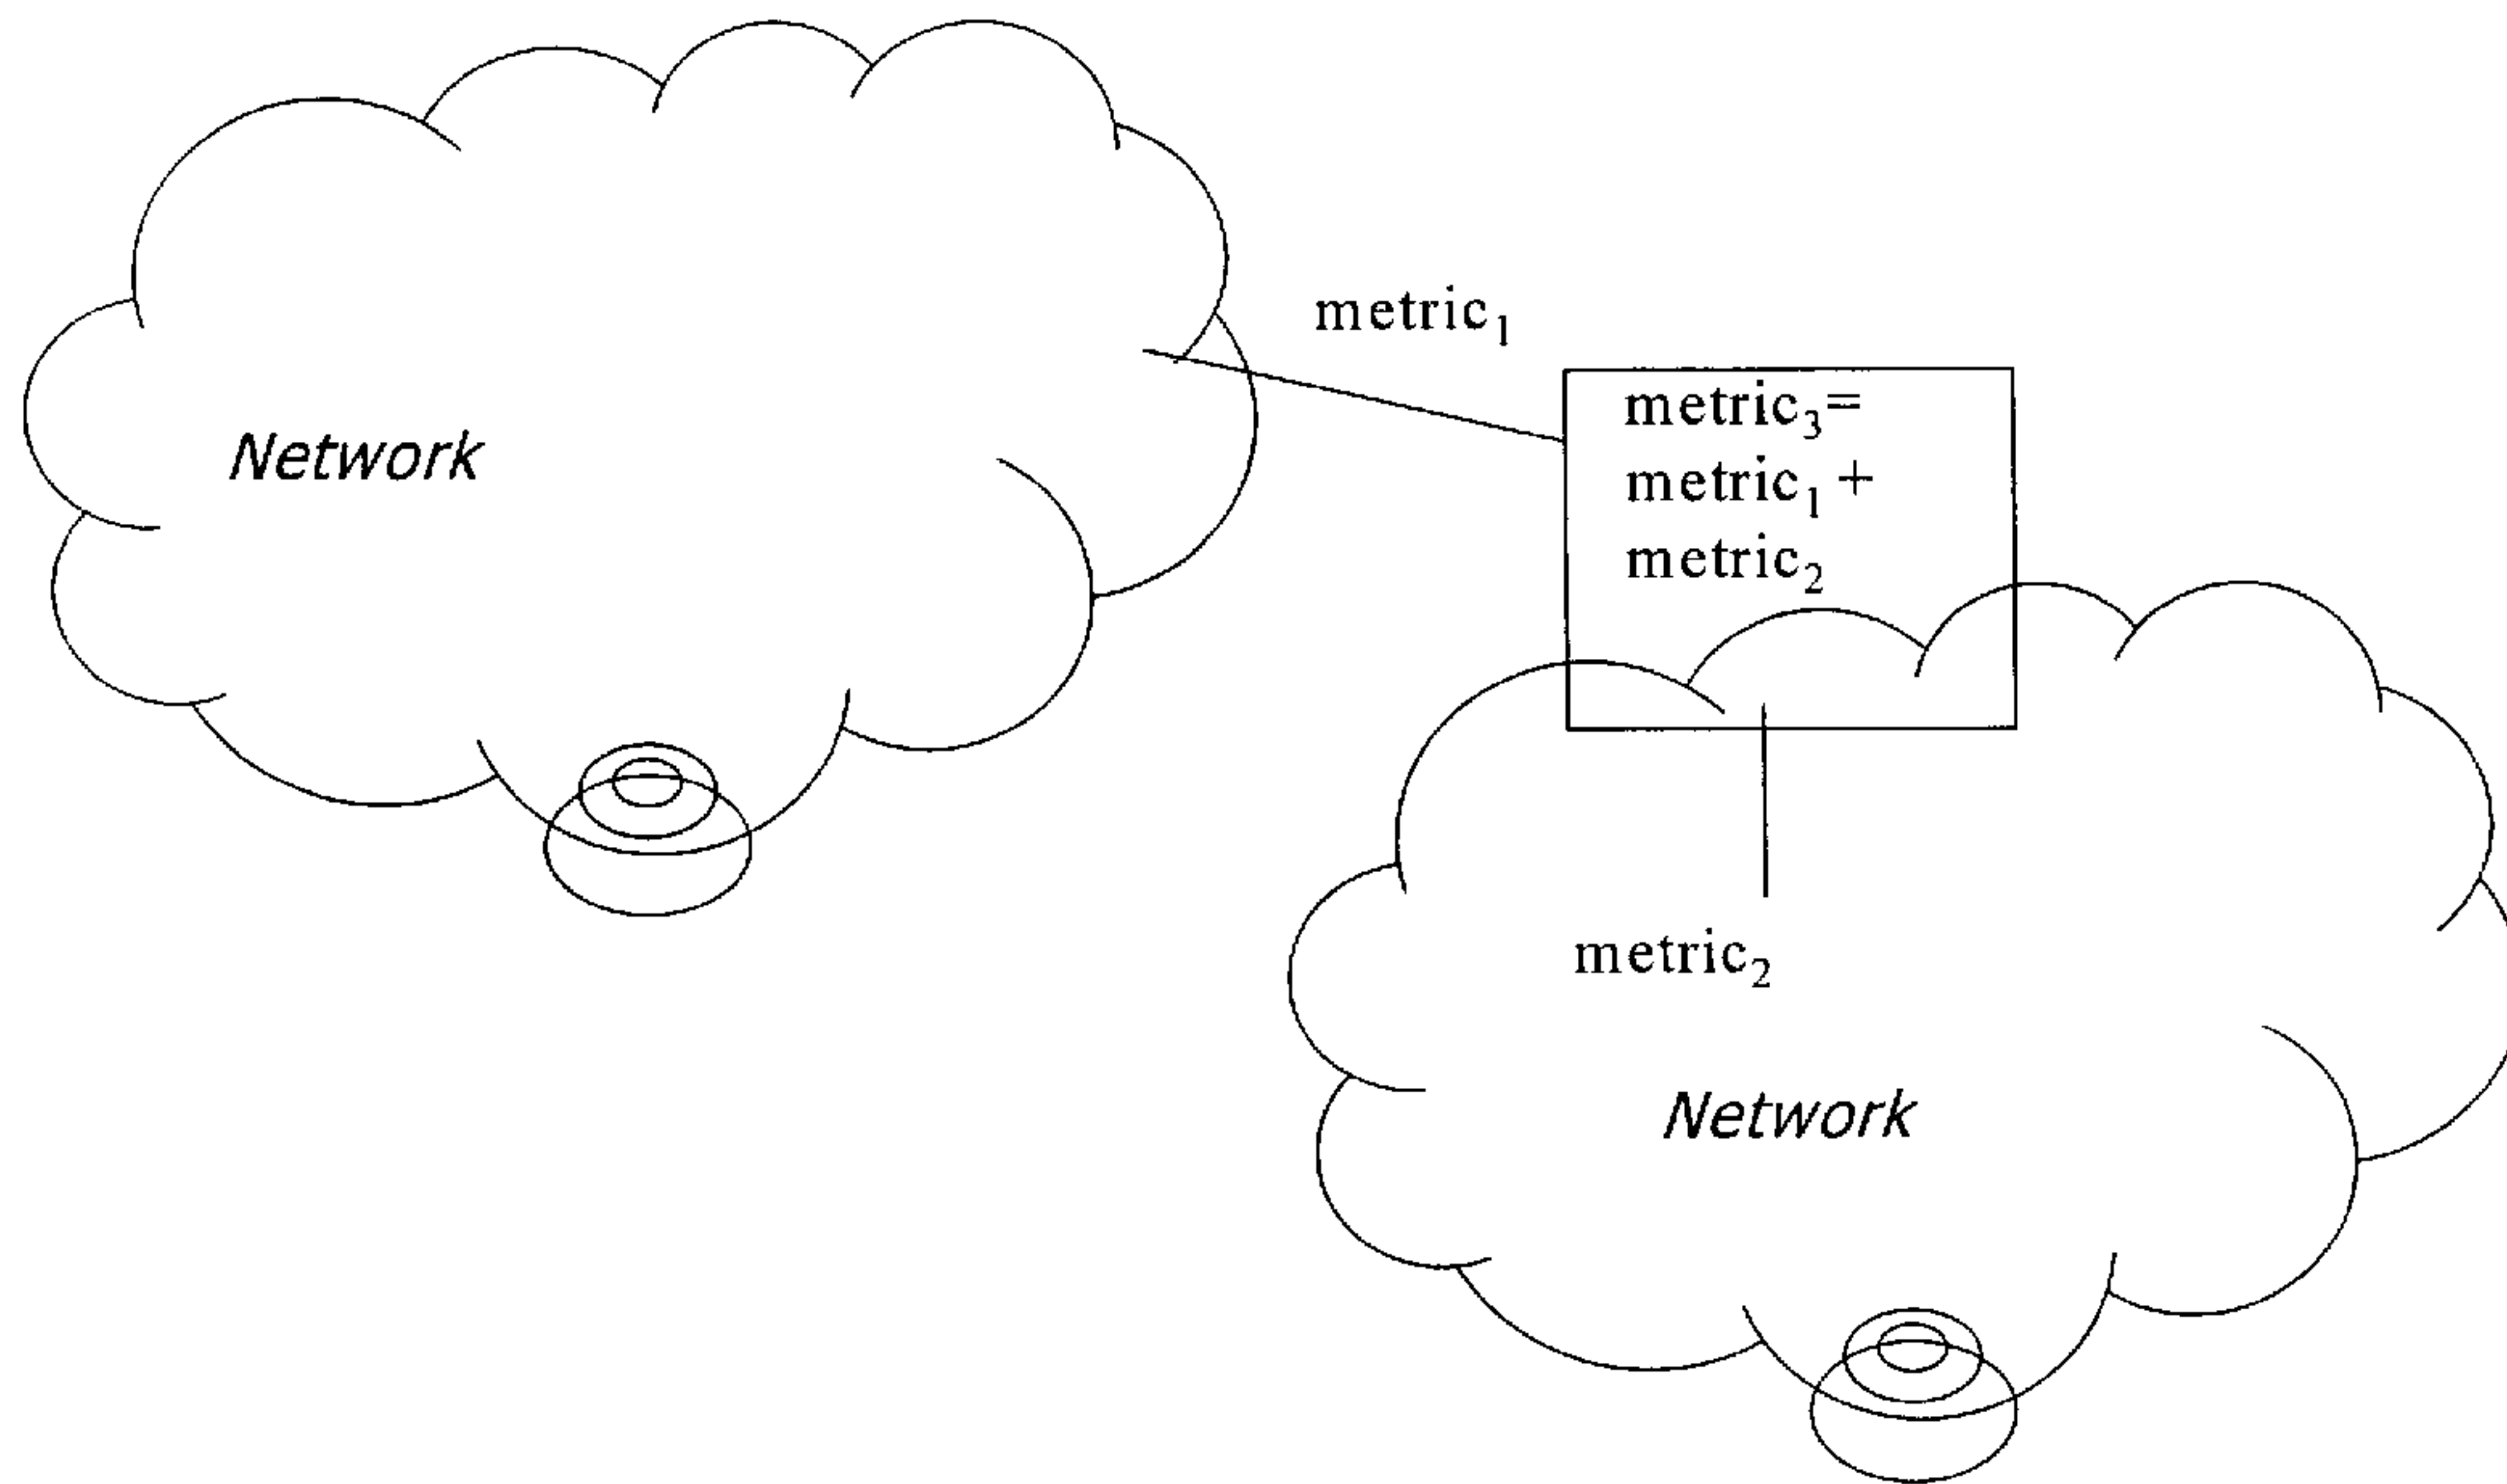 metric₁
metric₃=
metric₁ +
metric₂
Network
metric₂
Network